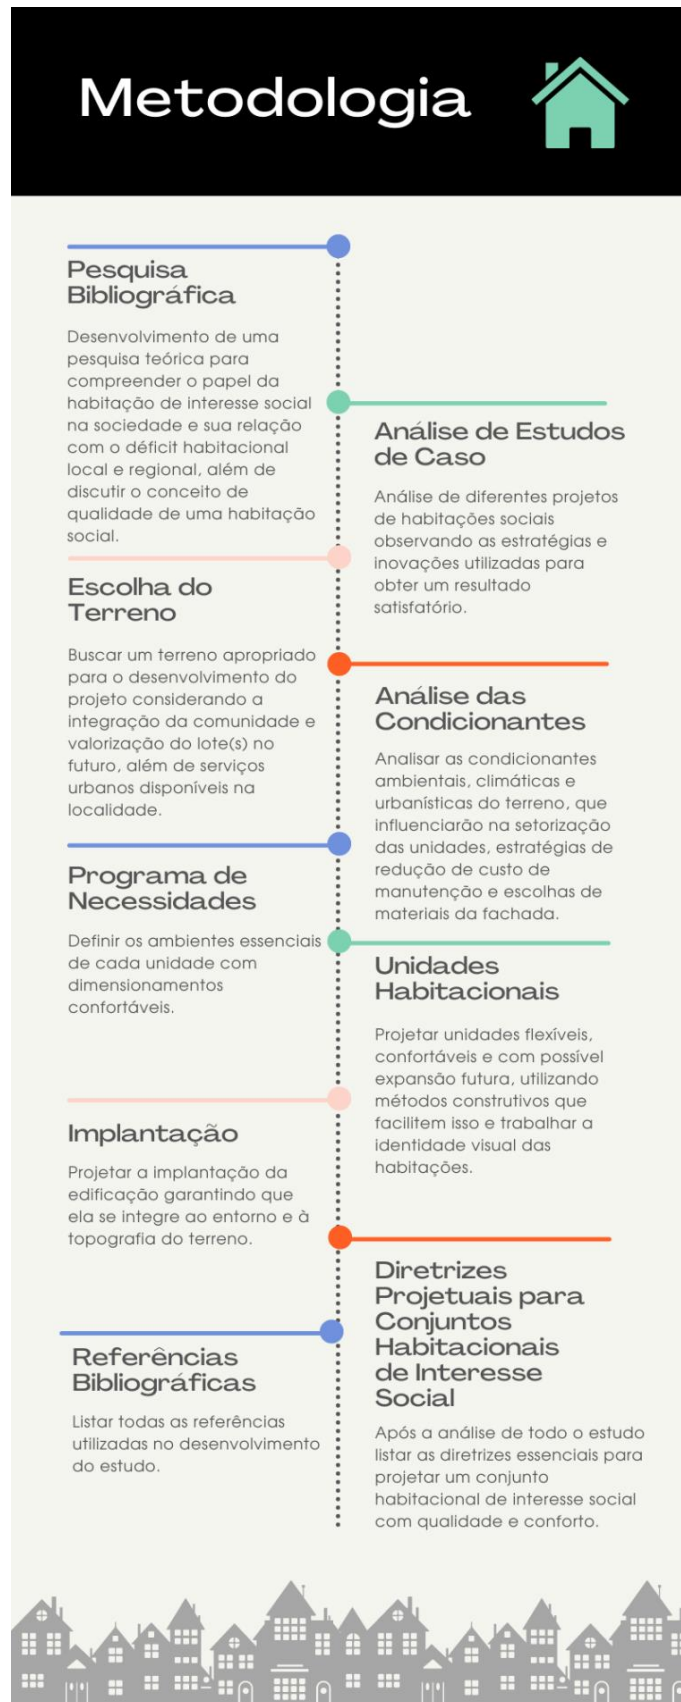 Metodologia
Pesquisa
Bibliográfica
Desenvolvimento de uma
pesquisa teórica para
compreender o papel da
habitação de interesse social
na sociedade e sua relação
com o déficit habitacional
local e regional, além de
discutir o conceito de
qualidade de uma habitação
social.
Análise de Estudos
de Caso
Análise de diferentes projetos
de habitações sociais
observando as estratégias e
inovações utilizadas para
obter um resultado
satisfatório.
Escolha do
Terreno
Buscar um terreno apropriado
para o desenvolvimento do
projeto considerando a
integração da comunidade e
valorização do lote(s) no
futuro, além de serviços
urbanos disponíveis na
localidade.
Análise das
Condicionantes
Analisar as condicionantes
ambientais, climáticas e
urbanísticas do terreno, que
influenciarão na setorização
das unidades, estratégias de
redução de custo de
manutenção e escolhas de
materiais da fachada.
Programa de
Necessidades
Definir os ambientes essenciais
de cada unidade com
dimensionamentos
confortáveis.
Unidades
Habitacionais
Projetar unidades flexíveis,
confortáveis e com possível
expansão futura, utilizando
métodos construtivos que
facilitem isso e trabalhar a
identidade visual das
habitações.
Implantação
Projetar a implantação da
edificação garantindo que
ela se integre ao entorno e à
topografia do terreno.
Diretrizes
Projetuais para
Conjuntos
Habitacionais
de Interesse
Social
Após a análise de todo o estudo
listar as diretrizes essenciais para
projetar um conjunto
habitacional de interesse social
com qualidade e conforto.
Referências
Bibliográficas
Listar todas as referências
utilizadas no desenvolvimento
do estudo.